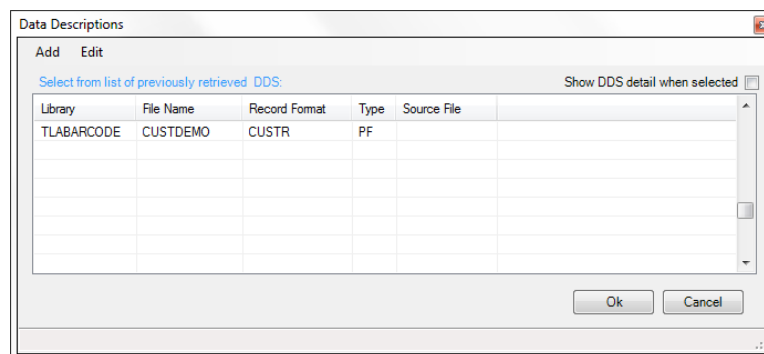 Data Descriptions
Add Edit
Select from list of previously retrieved DDS: Show DDS detail when selected
Library File Name Record Format Type Source File
TLABARCODE CUSTDEMO CUSTR PF
Ok Cancel